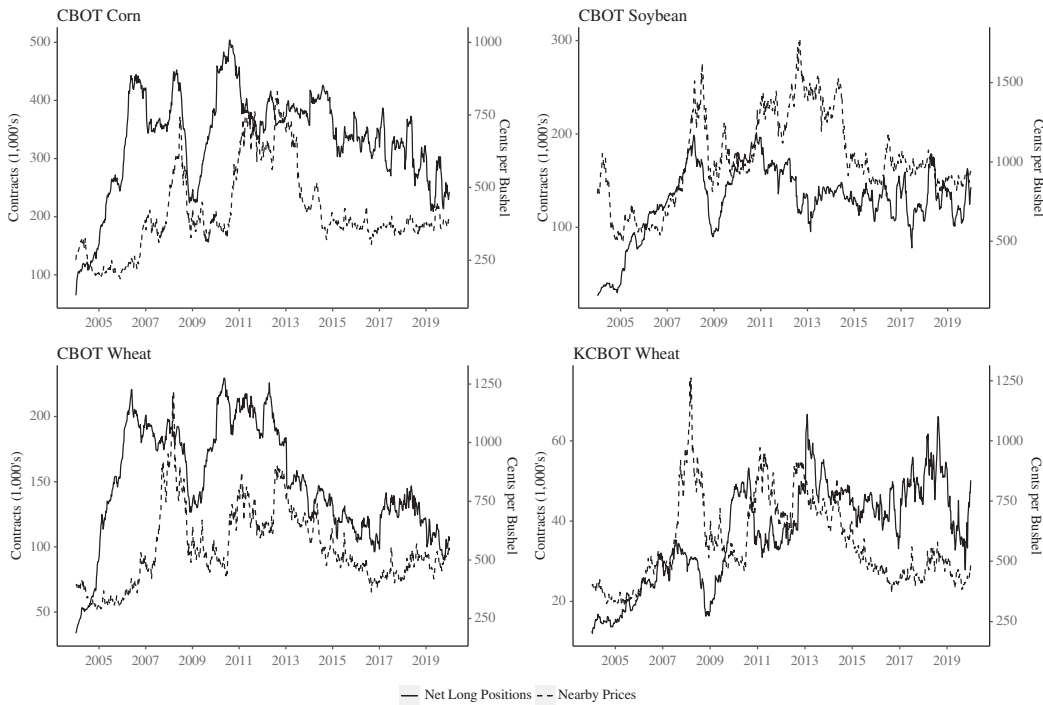 CBOT Corn
500
400
300
200
100
Contracts (1,000's)
1000
750
500
250
Cents per Bushel
2005 2007 2009 2011 2013 2015 2017 2019
CBOT Soybean
300
200
100
Contracts (1,000's)
1500
1000
500
Cents per Bushel
2005 2007 2009 2011 2013 2015 2017 2019
CBOT Wheat
200
150
100
50
Contracts (1,000's)
1250
1000
750
500
250
Cents per Bushel
2005 2007 2009 2011 2013 2015 2017 2019
KCBOT Wheat
60
40
20
Contracts (1,000's)
1250
1000
750
500
250
Cents per Bushel
2005 2007 2009 2011 2013 2015 2017 2019
Net Long Positions Nearby Prices